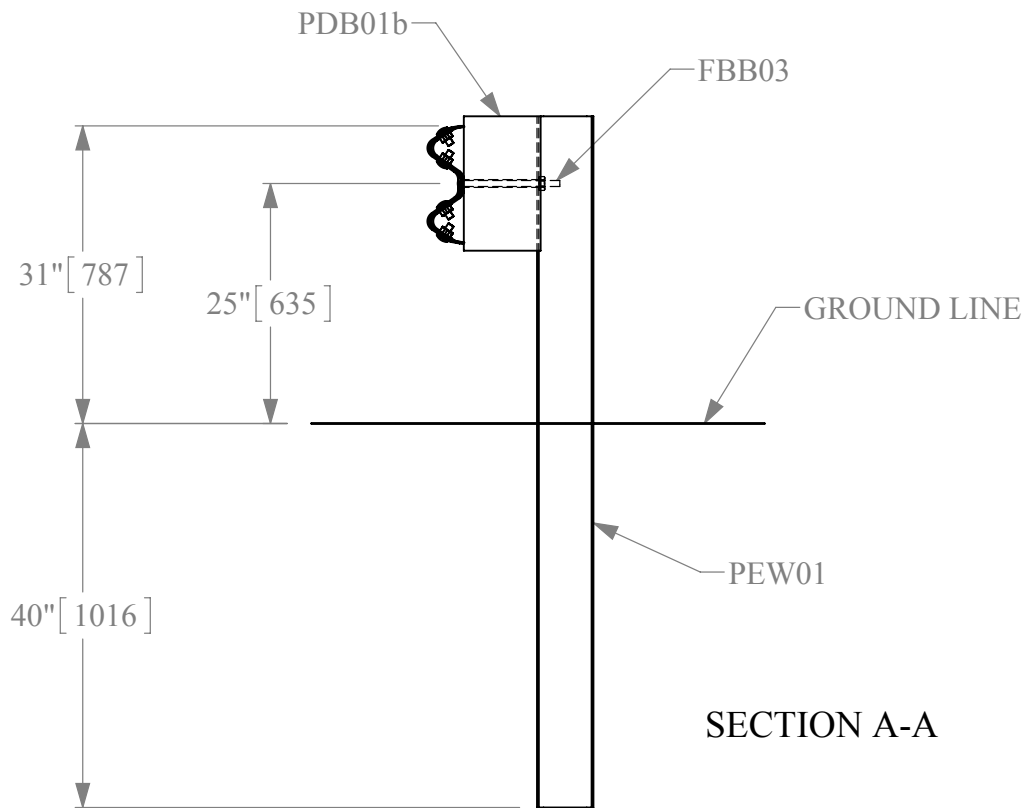 PDB01b
FBB03
31"[ 787 ]
25"[ 635 ]
GROUND LINE
PEW01
40"[ 1016 ]
SECTION A-A